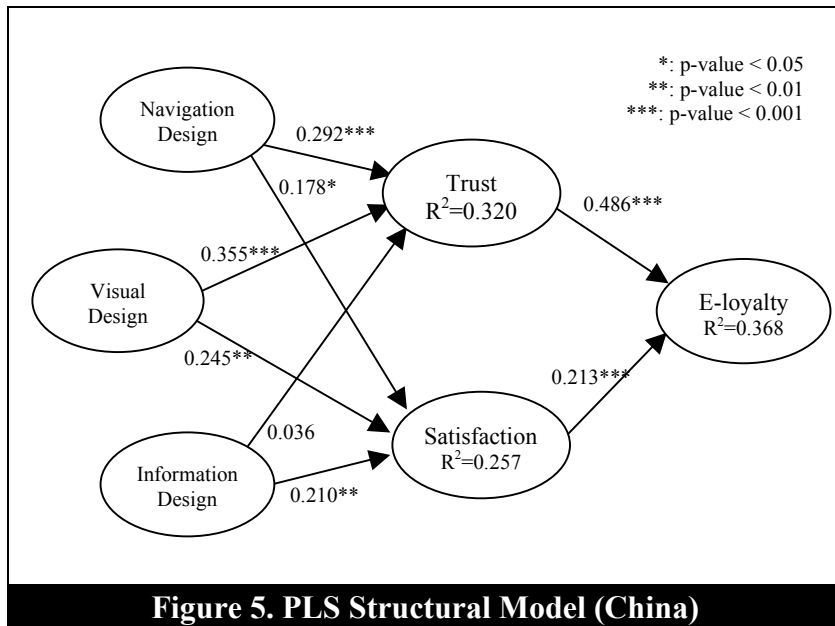 *: p-value < 0.05
**: p-value < 0.01
***: p-value < 0.001
Navigation
Design
0.292***
0.178*
Trust
R²=0.320
0.486***
0.355***
Visual
Design
E-loyalty
R²=0.368
0.245**
0.213***
0.036
Satisfaction
R²=0.257
Information
Design
0.210**
Figure 5. PLS Structural Model (China)